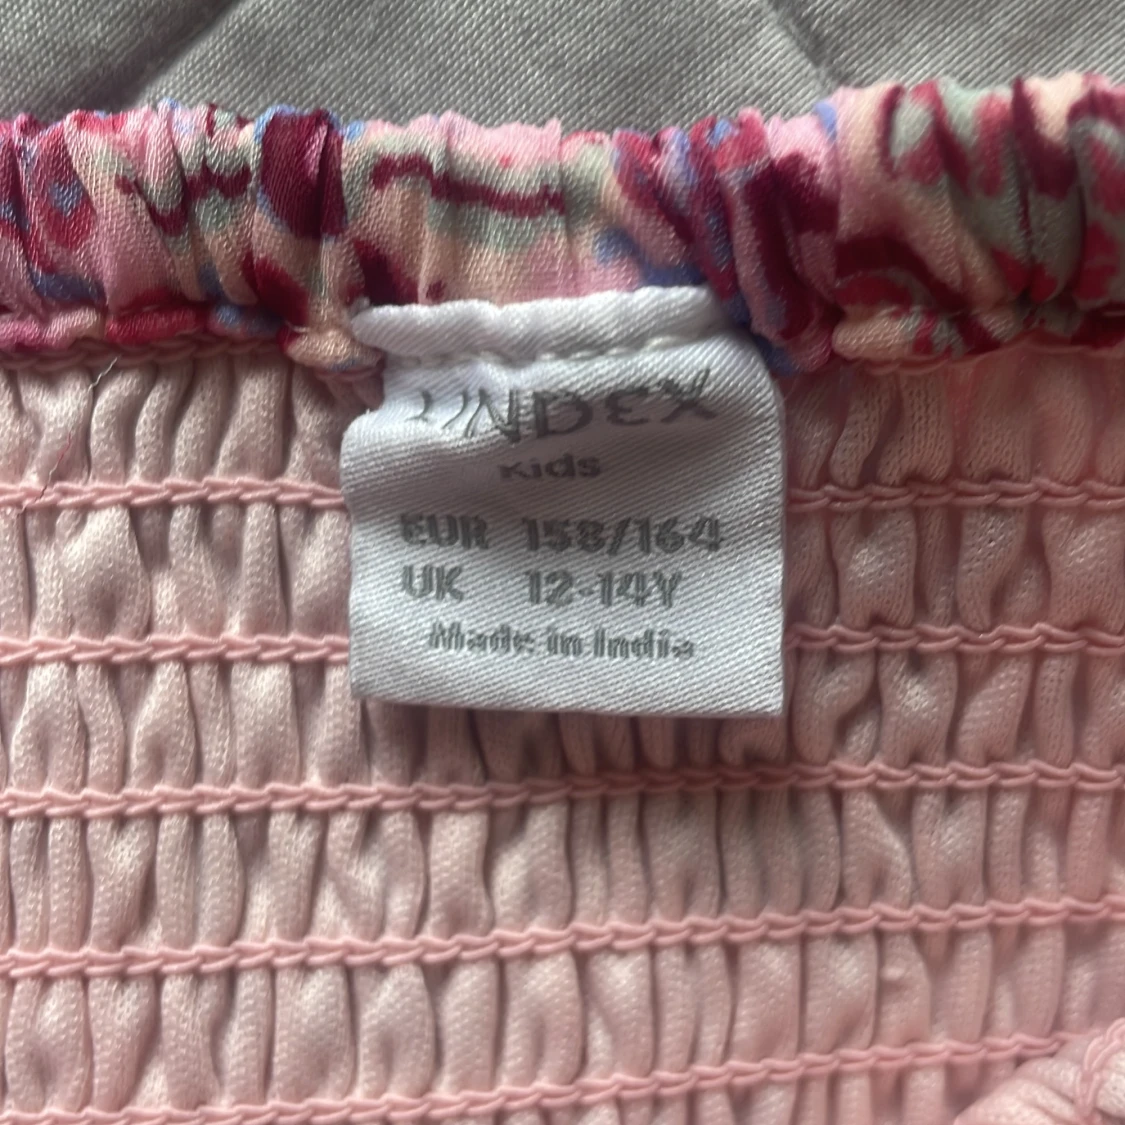 LINDEX
Kids
EUR 158/164
UK 12-14Y
Made in India